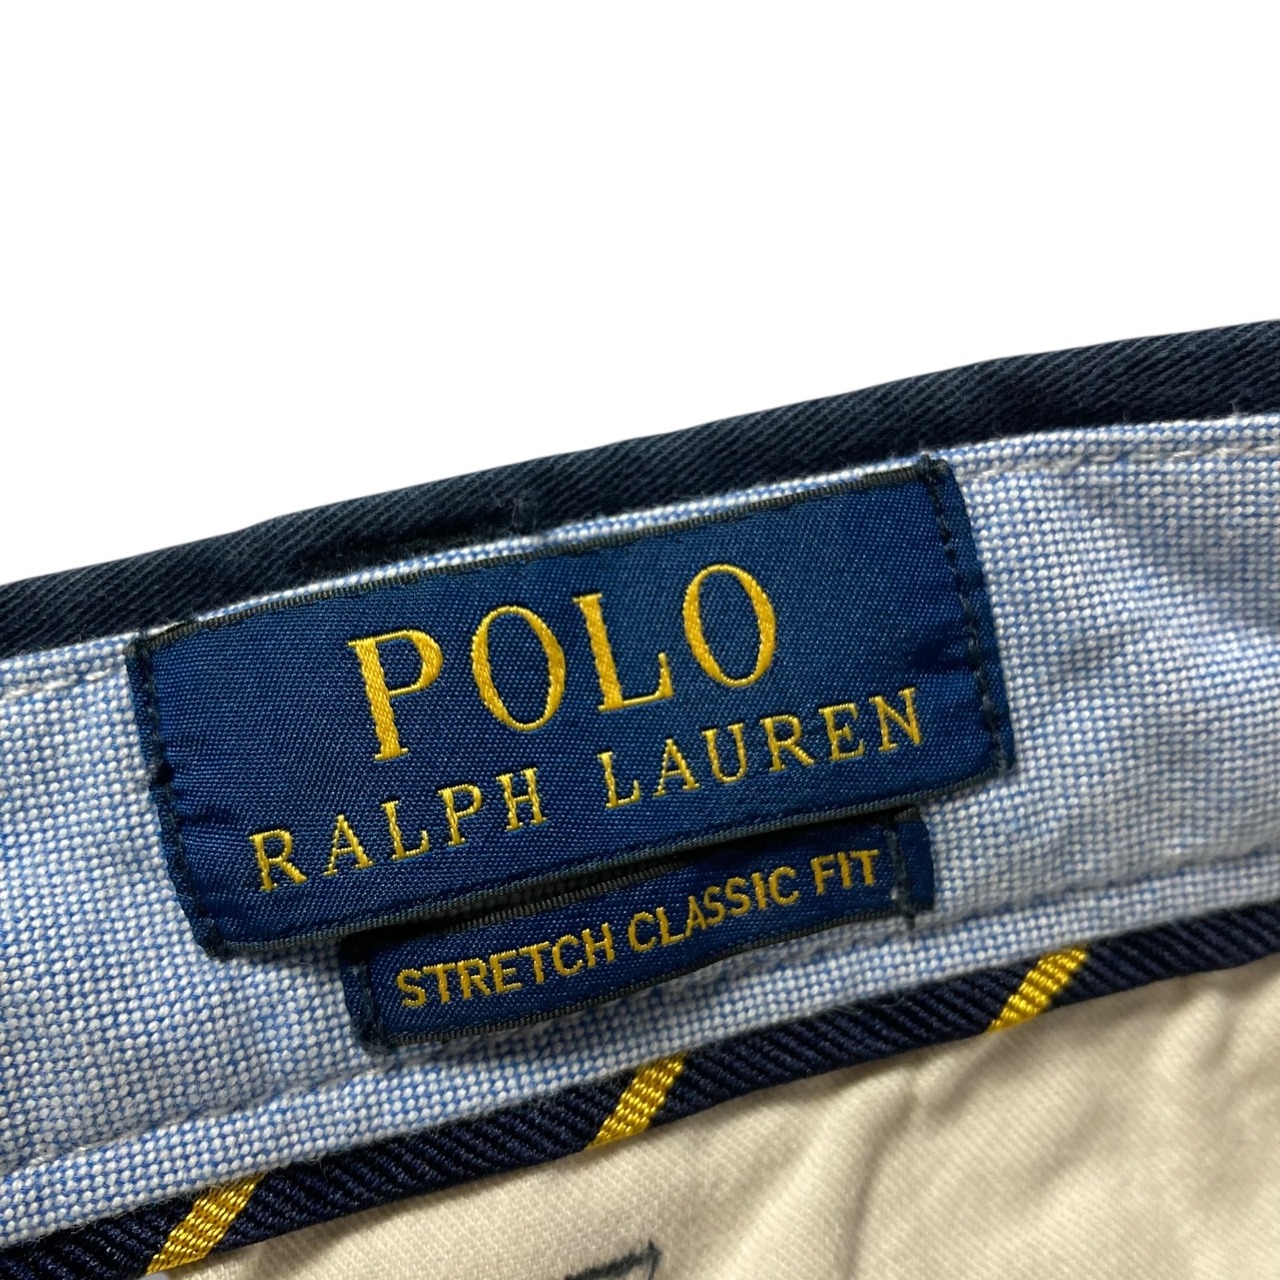 POLO
RALPH LAUREN
STRETCH CLASSIC FIT